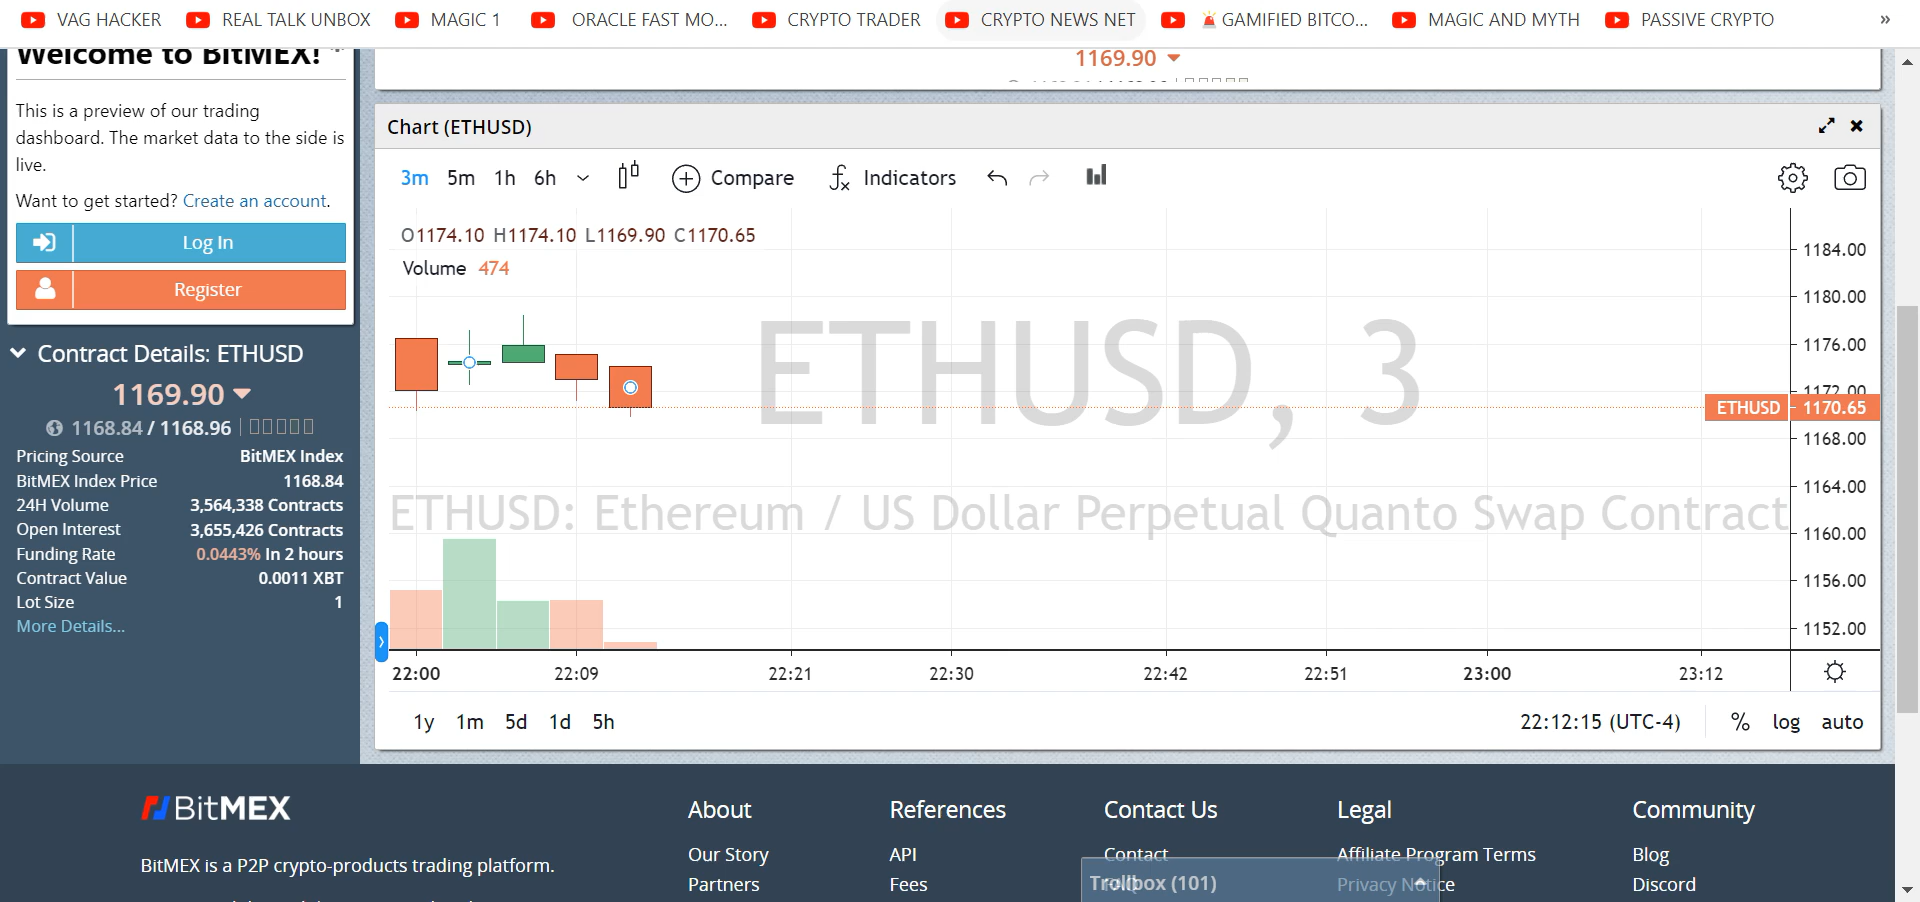 VAG HACKER
REAL TALK UNBOX
MAGIC 1
ORACLE FAST MO...
CRYPTO TRADER
CRYPTO NEWS NET
GAMIFIED BITCO...
MAGIC AND MYTH
PASSIVE CRYPTO
»
Welcome to BitMEX!
This is a preview of our trading
dashboard. The market data to the side is
live.
Want to get started? Create an account.
Log In
Register
Contract Details: ETHUSD
1169.90
1168.84 / 1168.96
Pricing Source BitMEX Index
BitMEX Index Price 1168.84
24H Volume 3,564,338 Contracts
Open Interest 3,655,426 Contracts
Funding Rate 0.0443% In 2 hours
Contract Value 0.0011 XBT
Lot Size 1
More Details...
1169.90
Chart (ETHUSD)
3m 5m 1h 6h Compare Indicators
O1174.10 H1174.10 L1169.90 C1170.65
Volume 474
ETHUSD, 3
ETHUSD: Ethereum / US Dollar Perpetual Quanto Swap Contract
1184.00
1180.00
1176.00
1172.00
ETHUSD 1170.65
1168.00
1164.00
1160.00
1156.00
1152.00
22:00 22:09 22:21 22:30 22:42 22:51 23:00 23:12
1y 1m 5d 1d 5h
22:12:15 (UTC-4) % log auto
BitMEX
BitMEX is a P2P crypto-products trading platform.
About
Our Story
Partners
References
API
Fees
Contact Us
Contact
Trollbox (101)
Legal
Affiliate Program Terms
Privacy Notice
Community
Blog
Discord